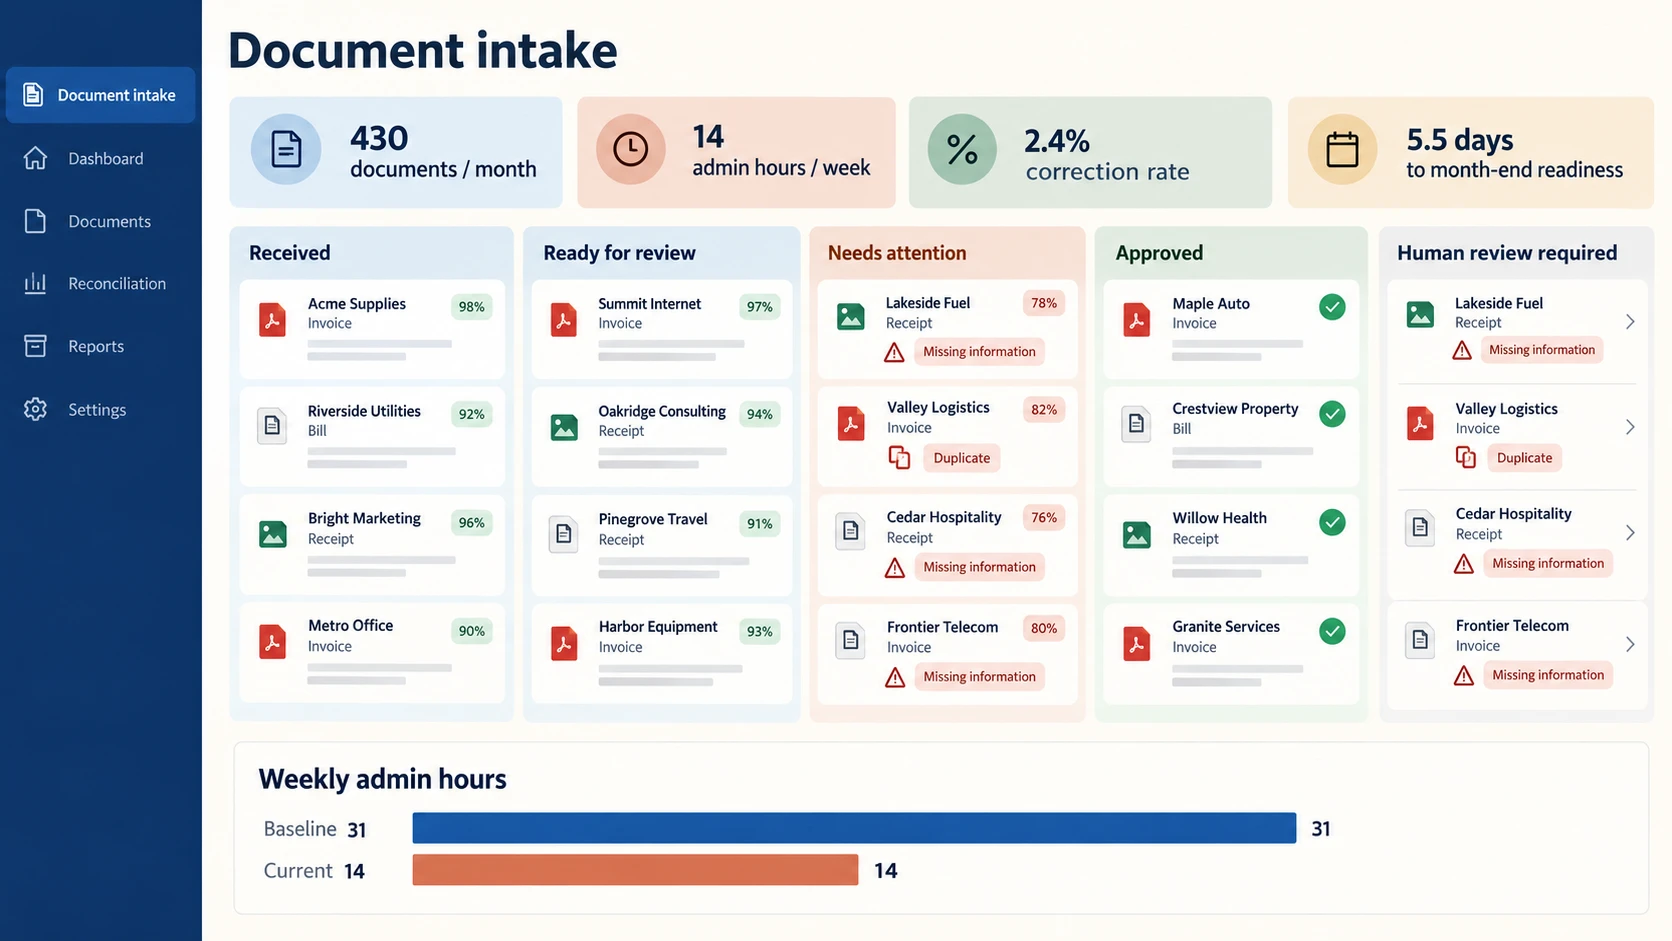 Document intake
Dashboard
Documents
Reconciliation
Reports
Settings
Document intake
430
documents / month
14
admin hours / week
2.4%
correction rate
5.5 days
to month-end readiness
Received
Acme Supplies 98%
Invoice
Riverside Utilities 92%
Bill
Bright Marketing 96%
Receipt
Metro Office 90%
Invoice
Ready for review
Summit Internet 97%
Invoice
Oakridge Consulting 94%
Receipt
Pinegrove Travel 91%
Receipt
Harbor Equipment 93%
Invoice
Needs attention
Lakeside Fuel 78%
Receipt
Missing information
Valley Logistics 82%
Invoice
Duplicate
Cedar Hospitality 76%
Receipt
Missing information
Frontier Telecom 80%
Invoice
Missing information
Approved
Maple Auto
Invoice
Crestview Property
Bill
Willow Health
Receipt
Granite Services
Invoice
Human review required
Lakeside Fuel
Receipt
Missing information
Valley Logistics
Invoice
Duplicate
Cedar Hospitality
Receipt
Missing information
Frontier Telecom
Invoice
Missing information
Weekly admin hours
Baseline 31 31
Current 14 14